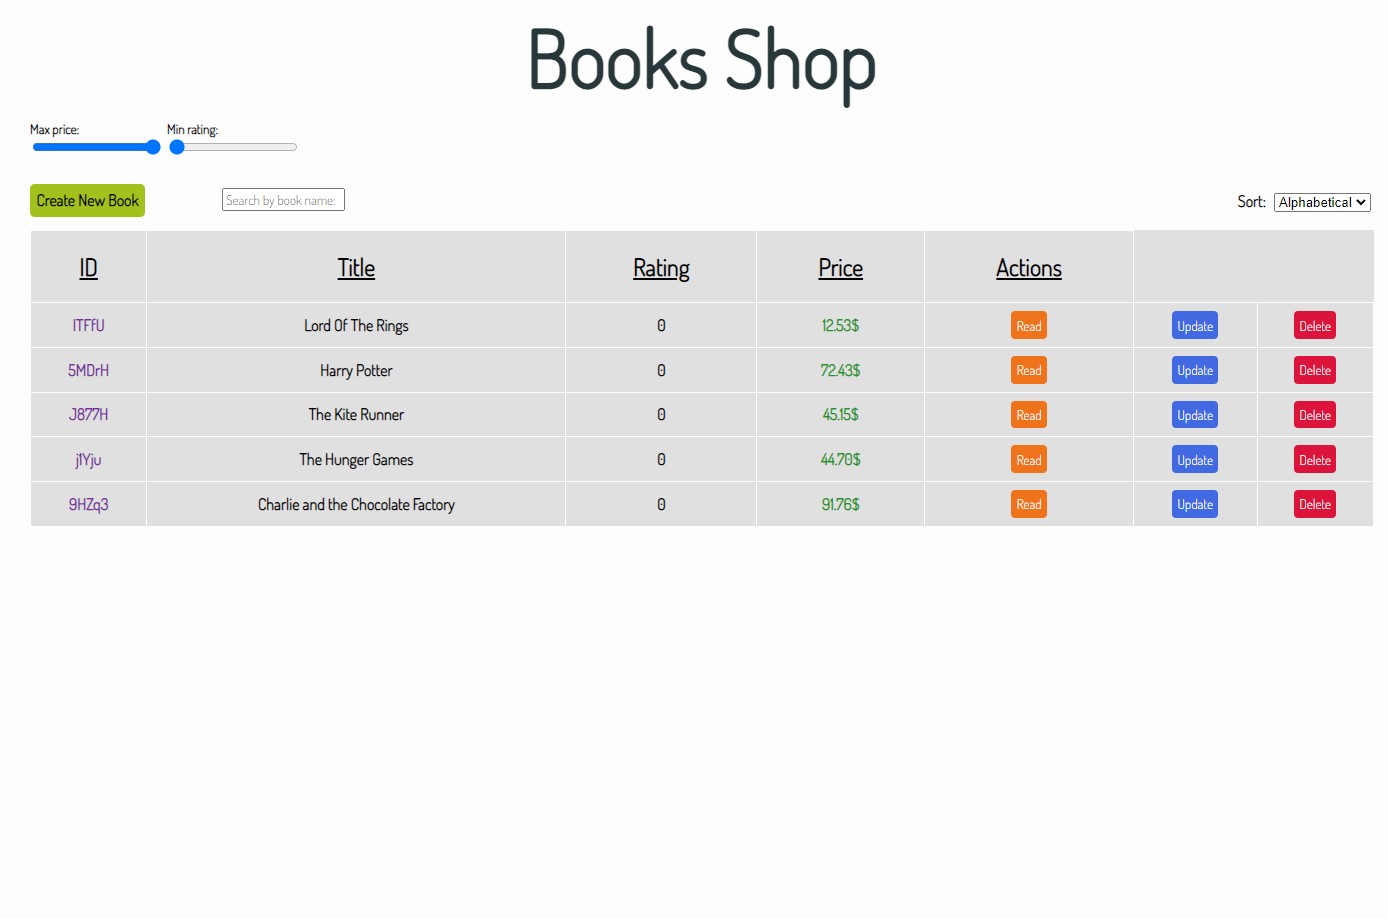 Books Shop
Max price: Min rating:
Create New Book Search by book name: Sort: Alphabetical
ID Title Rating Price Actions
Lord Of The Rings 0 12.53$ Read Update Delete
5MDrH Harry Potter 0 72.43$ Read Update Delete
J877H The Kite Runner 0 45.15$ Read Update Delete
j1Yju The Hunger Games 0 44.70$ Read Update Delete
9HZq3 Charlie and the Chocolate Factory 0 91.76$ Read Update Delete